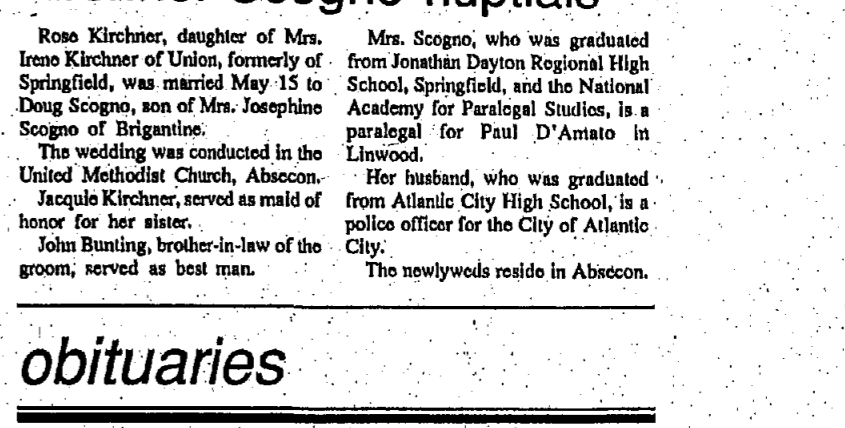 Scogno nuptials
Rose Kirchner, daughter of Mrs.
Irene Kirchner of Union, formerly of
Springfield, was married May 15 to
Doug Scogno, son of Mrs. Josephine
Scogno of Brigantine.
The wedding was conducted in the
United Methodist Church, Absecon.
Jacquie Kirchner, served as maid of
honor for her sister.
John Bunting, brother-in-law of the
groom, served as best man.
Mrs. Scogno, who was graduated
from Jonathan Dayton Regional High
School, Springfield, and the National
Academy for Paralegal Studies, is a
paralegal for Paul D'Amato in
Linwood.
Her husband, who was graduated
from Atlantic City High School, is a
police officer for the City of Atlantic
City.
The newlyweds reside in Absecon.
obituaries